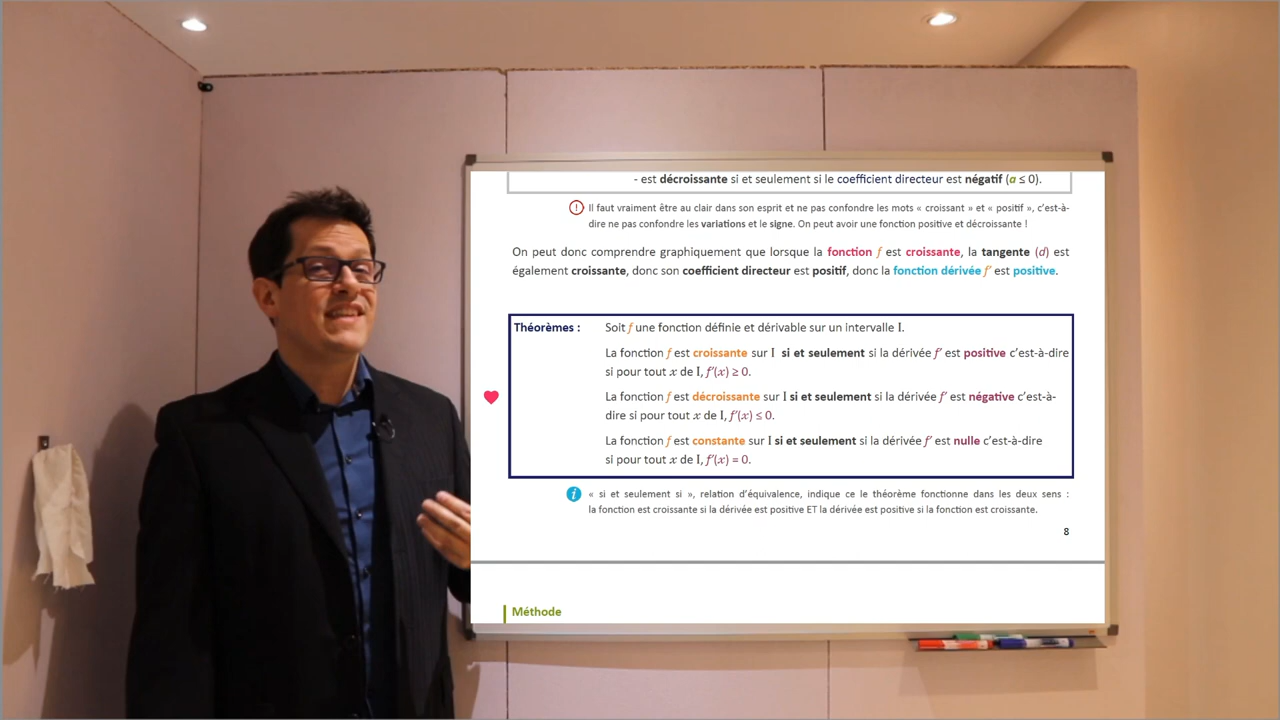 - est décroissante si et seulement si le coefficient directeur est négatif (a ≤ 0).
! Il faut vraiment être au clair dans son esprit et ne pas confondre les mots « croissant » et « positif », c'est-à-
dire ne pas confondre les variations et le signe. On peut avoir une fonction positive et décroissante !
On peut donc comprendre graphiquement que lorsque la fonction f est croissante, la tangente (d) est
également croissante, donc son coefficient directeur est positif, donc la fonction dérivée f' est positive.
Théorèmes : Soit f une fonction définie et dérivable sur un intervalle I.
La fonction f est croissante sur I si et seulement si la dérivée f' est positive c'est-à-dire
si pour tout x de I, f'(x) ≥ 0.
La fonction f est décroissante sur I si et seulement si la dérivée f' est négative c'est-à-
dire si pour tout x de I, f'(x) ≤ 0.
La fonction f est constante sur I si et seulement si la dérivée f' est nulle c'est-à-dire
si pour tout x de I, f'(x) = 0.
i « si et seulement si », relation d'équivalence, indique ce le théorème fonctionne dans les deux sens :
la fonction est croissante si la dérivée est positive ET la dérivée est positive si la fonction est croissante.
8
Méthode